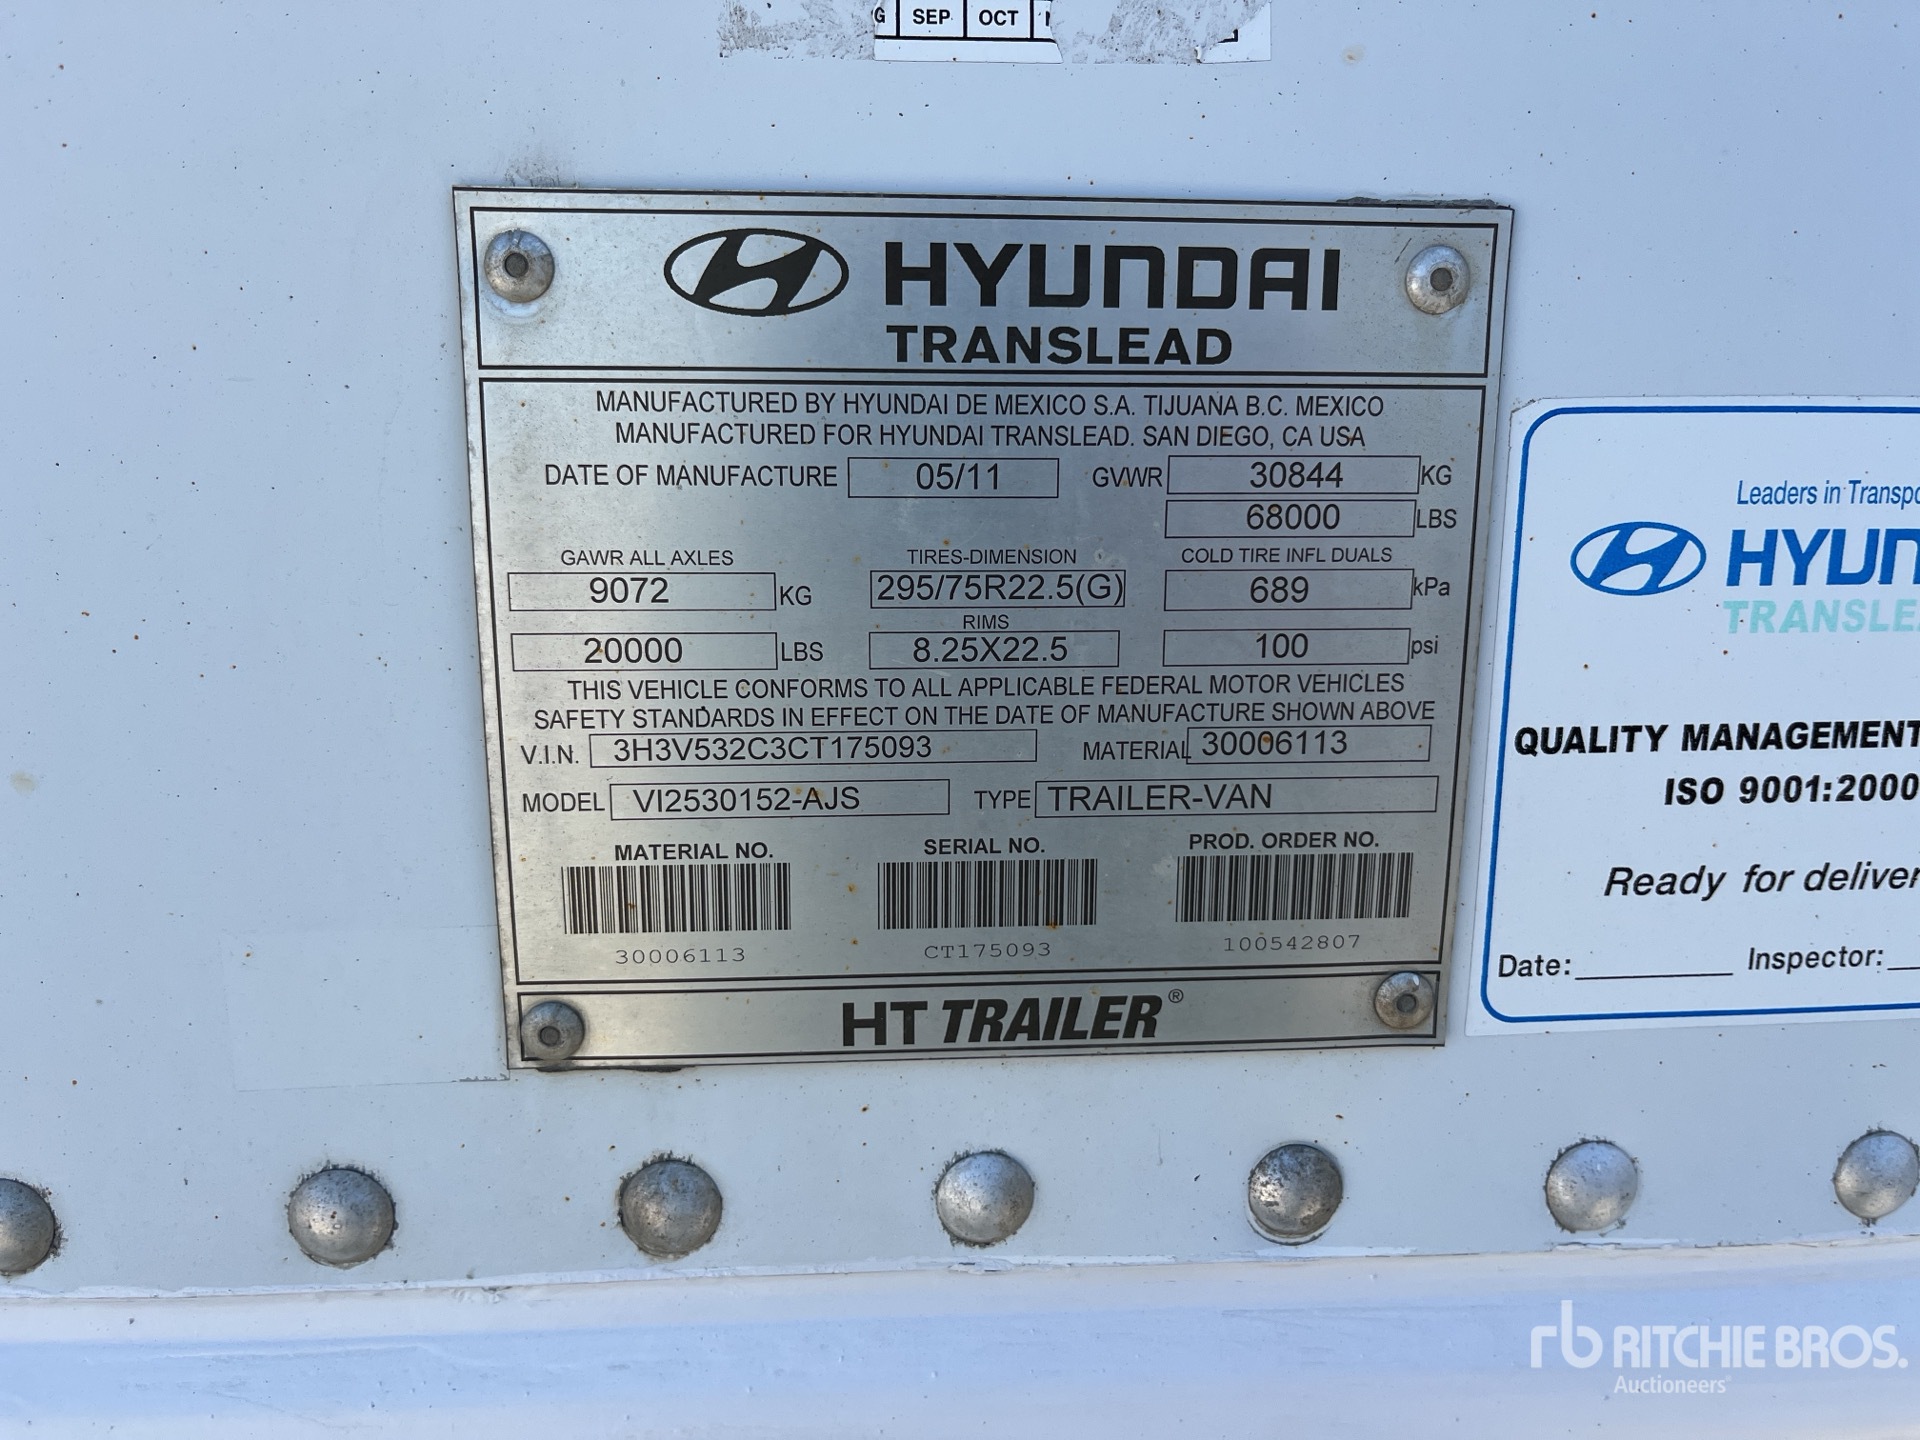 SEP OCT
HYUNDAI
TRANSLEAD
MANUFACTURED BY HYUNDAI DE MEXICO S.A. TIJUANA B.C. MEXICO
MANUFACTURED FOR HYUNDAI TRANSLEAD. SAN DIEGO, CA USA
DATE OF MANUFACTURE 05/11 GVWR 30844 KG
68000 LBS
GAWR ALL AXLES TIRES-DIMENSION COLD TIRE INFL DUALS
9072 KG 295/75R22.5(G) 689 kPa
RIMS
20000 LBS 8.25X22.5 100 psi
THIS VEHICLE CONFORMS TO ALL APPLICABLE FEDERAL MOTOR VEHICLES
SAFETY STANDARDS IN EFFECT ON THE DATE OF MANUFACTURE SHOWN ABOVE
V.I.N. 3H3V532C3CT175093 MATERIAL 30006113
MODEL VI2530152-AJS TYPE TRAILER-VAN
MATERIAL NO. SERIAL NO. PROD. ORDER NO.
30006113 CT175093 100542807
HT TRAILER®
Leaders in Transpo
HYUN
TRANSLE
QUALITY MANAGEMENT
ISO 9001:2000
Ready for deliver
Date: Inspector:
rb RITCHIE BROS.
Auctioneers